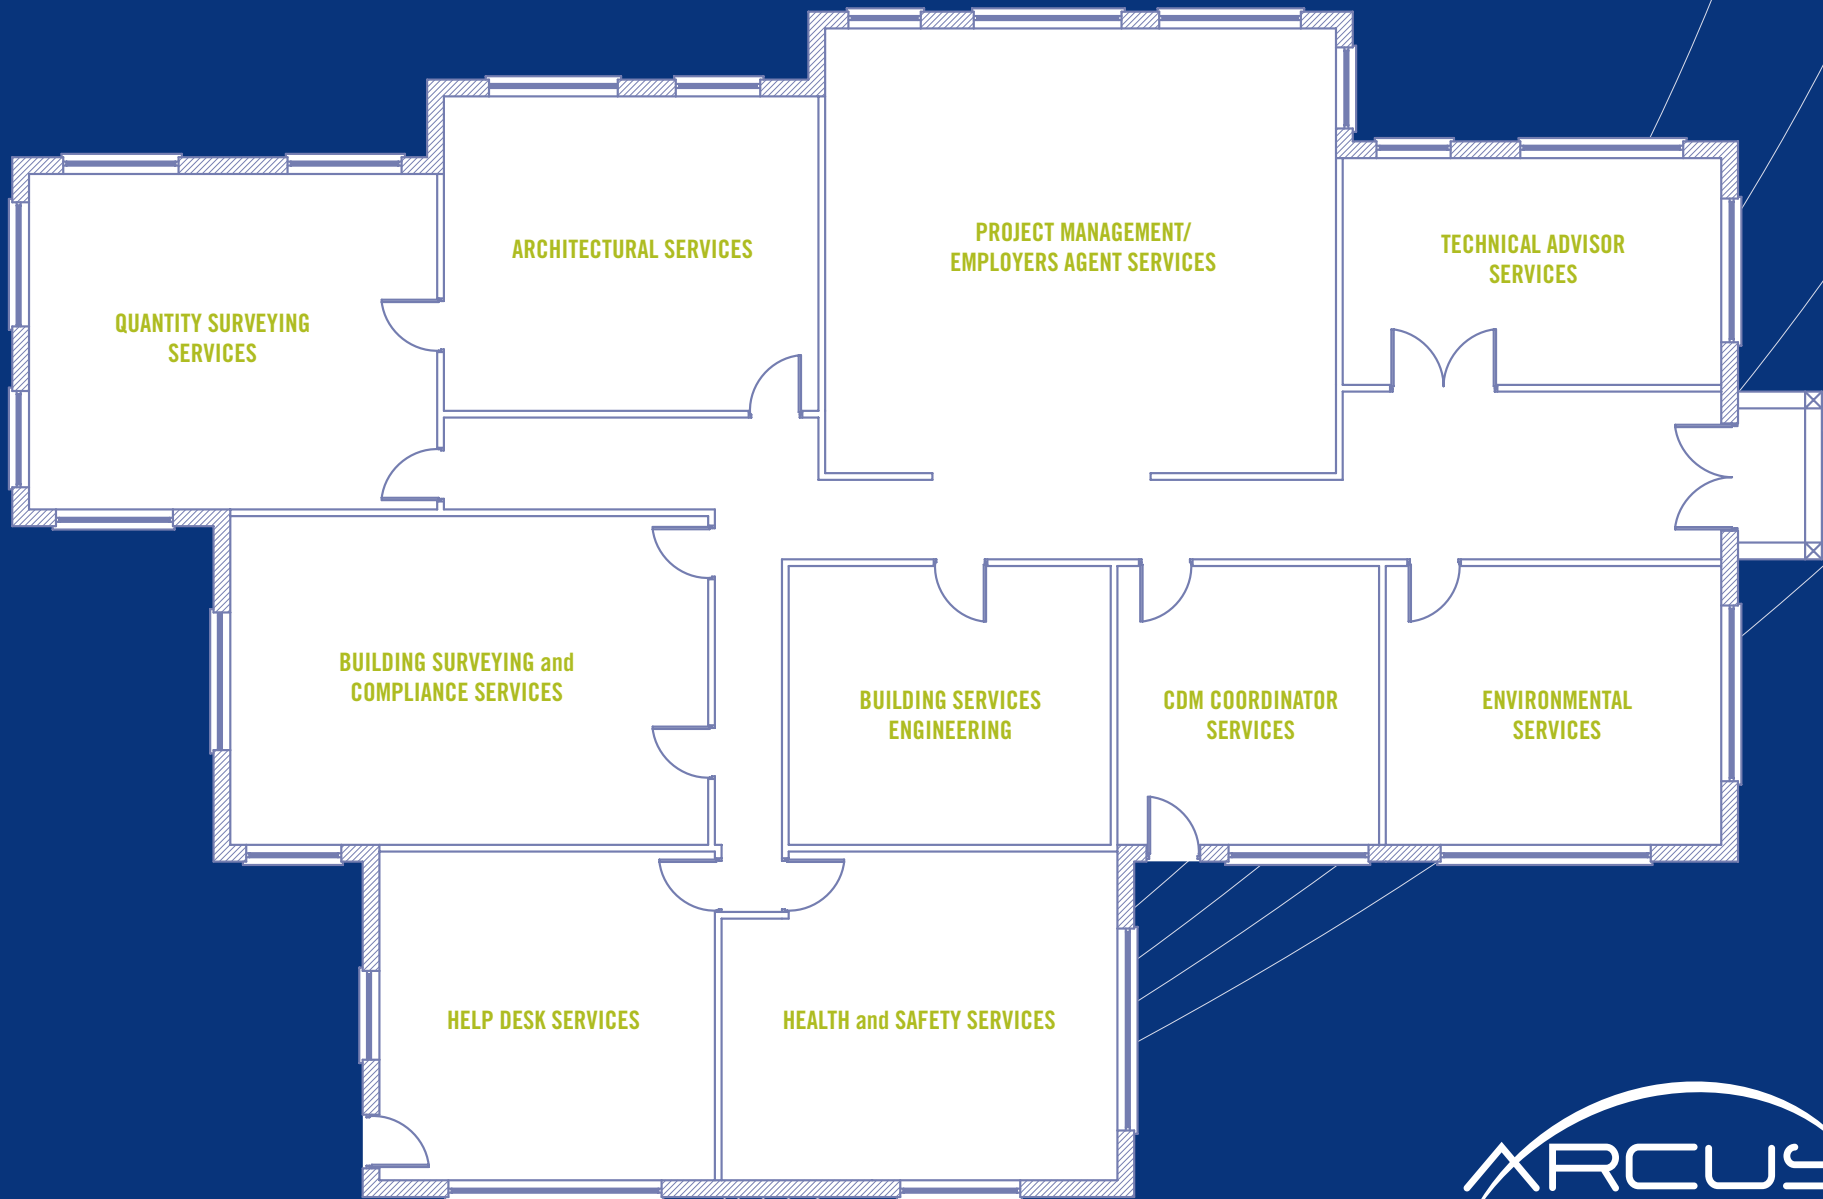 PROJECT MANAGEMENT/
EMPLOYERS AGENT SERVICES
ARCHITECTURAL SERVICES
TECHNICAL ADVISOR
SERVICES
QUANTITY SURVEYING
SERVICES
BUILDING SURVEYING and
COMPLIANCE SERVICES
BUILDING SERVICES
ENGINEERING
CDM COORDINATOR
SERVICES
ENVIRONMENTAL
SERVICES
HELP DESK SERVICES
HEALTH and SAFETY SERVICES
ARCUS